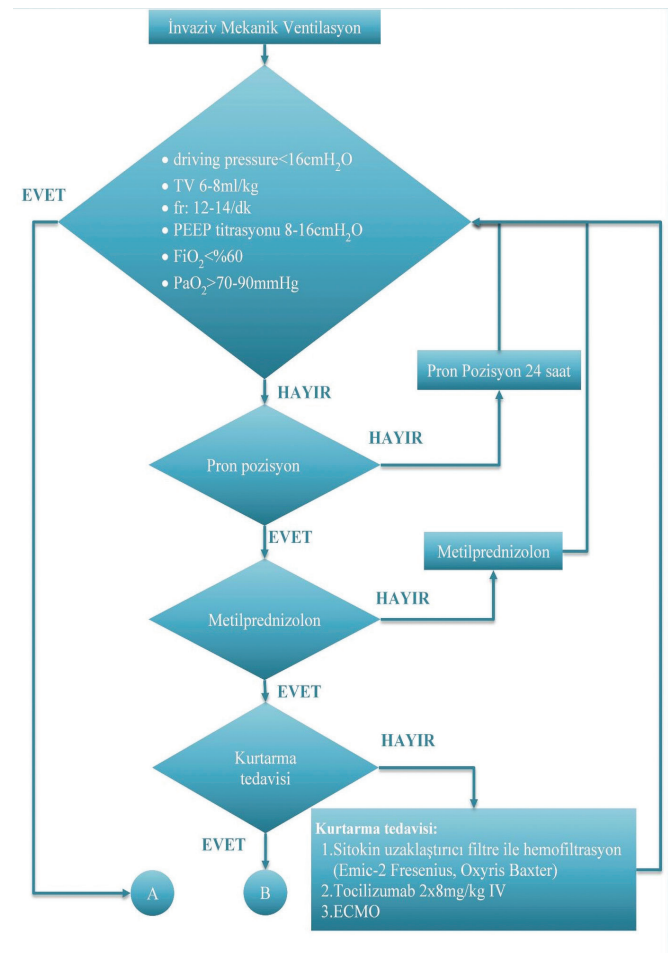 İnvaziv Mekanik Ventilasyon
• driving pressure<16cmH₂O
EVET
• TV 6-8ml/kg
• fr: 12-14/dk
• PEEP titrasyonu 8-16cmH₂O
• FiO₂<%60
• PaO₂>70-90mmHg
Pron Pozisyon 24 saat
HAYIR
HAYIR
Pron pozisyon
EVET
Metilprednizolon
HAYIR
Metilprednizolon
EVET
HAYIR
Kurtarma
tedavisi
Kurtarma tedavisi:
EVET
1.Sitokin uzaklaştırıcı filtre ile hemofiltrasyon
(Emic-2 Fresenius, Oxyris Baxter)
2.Tocilizumab 2x8mg/kg IV
3.ECMO
A
B